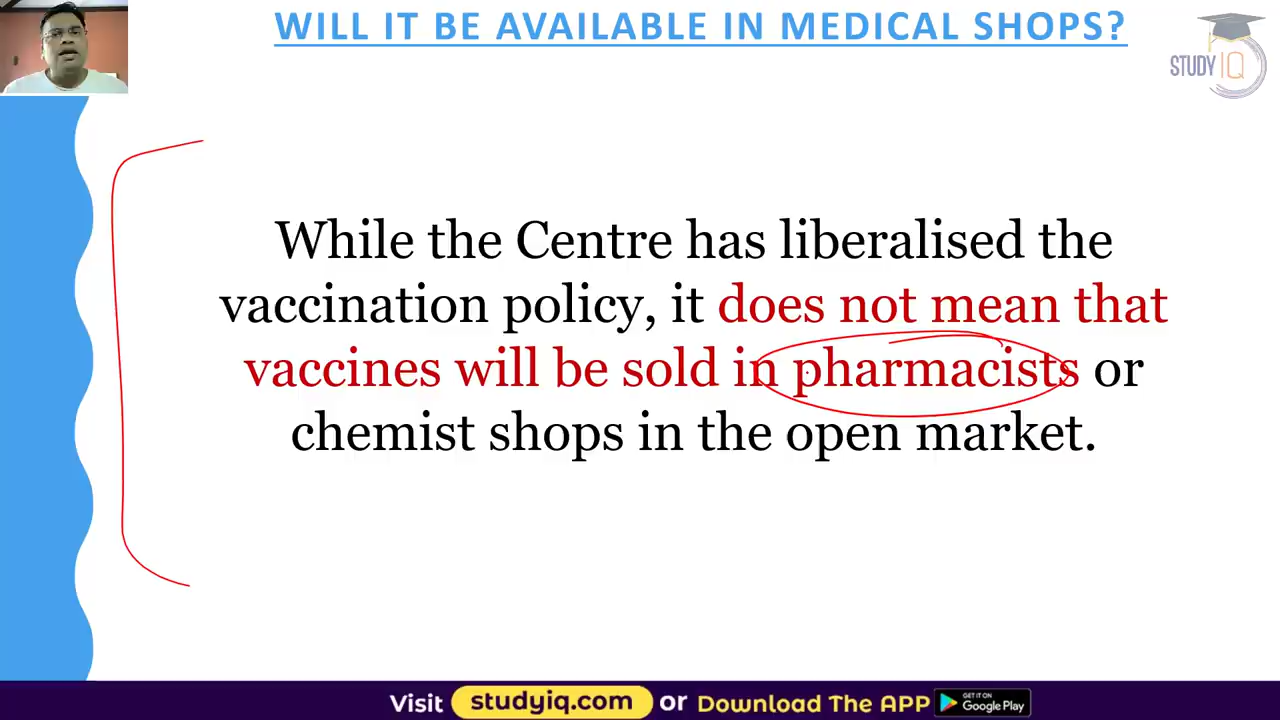 WILL IT BE AVAILABLE IN MEDICAL SHOPS?
STUDY IQ
While the Centre has liberalised the
vaccination policy, it does not mean that
vaccines will be sold in pharmacists or
chemist shops in the open market.
Visit studyiq.com or Download The APP GET IT ON Google Play